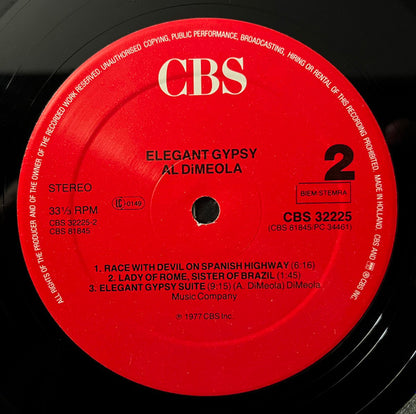 ALL RIGHTS OF THE PRODUCER AND OF THE OWNER OF THE RECORDED WORK RESERVED UNAUTHORISED COPYING, PUBLIC PERFORMANCE, BROADCASTING, HIRING OR RENTAL OF THIS RECORDING PROHIBITED. MADE IN HOLLAND. CBS AND ARE CBS INC.
CBS
ELEGANT GYPSY
AL DiMEOLA
2
STEREO
BIEM-STEMRA
33⅓ RPM
LC 0149
CBS 32225-2
CBS 81845
CBS 32225
(CBS 81845/PC 34461)
1. RACE WITH DEVIL ON SPANISH HIGHWAY (6:16)
2. LADY OF ROME, SISTER OF BRAZIL (1:45)
3. ELEGANT GYPSY SUITE (9:15) (A. DiMeola) DiMeola
Music Company
℗ 1977 CBS Inc.